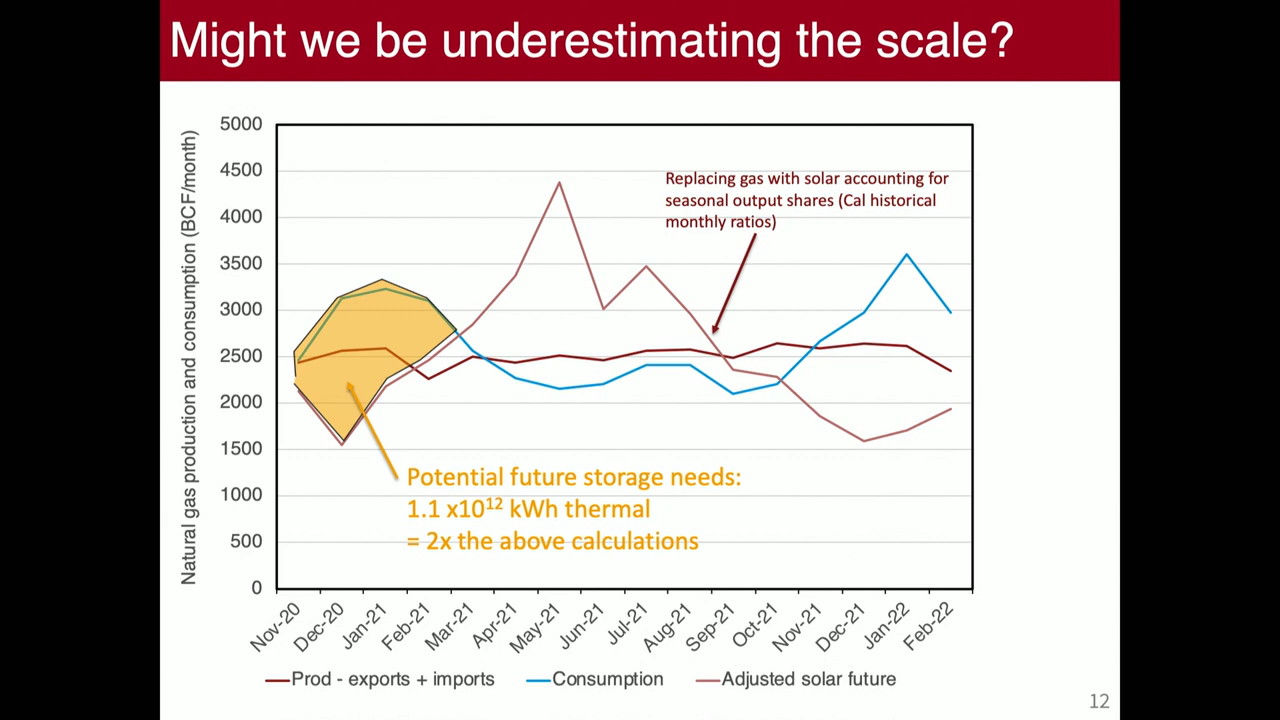 Might we be underestimating the scale?
Natural gas production and consumption (BCF/month)
5000
4500
4000
3500
3000
2500
2000
1500
1000
500
0
Replacing gas with solar accounting for
seasonal output shares (Cal historical
monthly ratios)
Potential future storage needs:
1.1 x10¹² kWh thermal
= 2x the above calculations
Nov-20
Dec-20
Jan-21
Feb-21
Mar-21
Apr-21
May-21
Jun-21
Jul-21
Aug-21
Sep-21
Oct-21
Nov-21
Dec-21
Jan-22
Feb-22
Prod - exports + imports
Consumption
Adjusted solar future
12